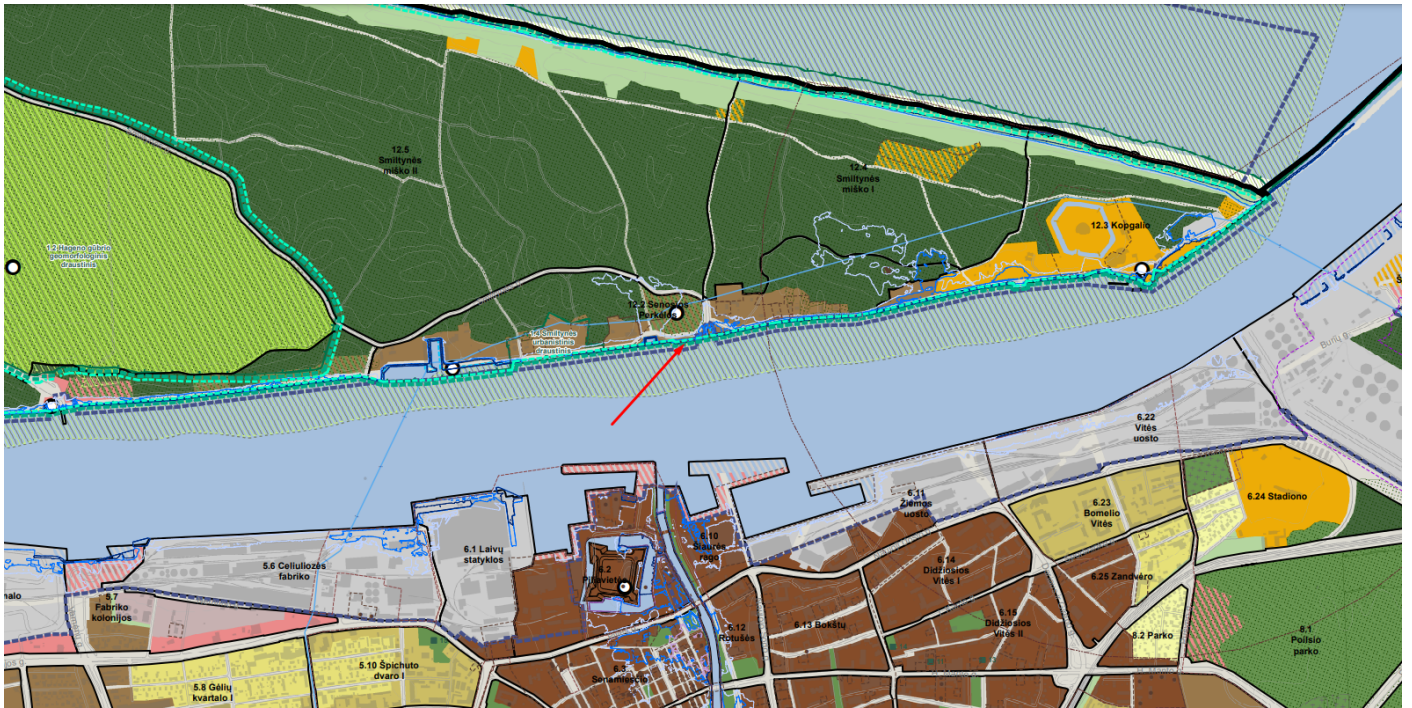 12.5
Smiltynės
miško II
12.4
Smiltynės
miško I
12.3 Kopgalio
1.2 Hageno gūbrio
geomorfologinis
draustinis
12.2 Senosios
Perkėlos
1.4 Smiltynės
urbanistinis
draustinis
Burių g.
6.22
Vitės
uosto
6.24 Stadiono
6.23
Bomelio
Vitės
6.11
Žiemos
uosto
6.10
Šiaurės
rago
6.1 Laivų
statyklos
5.6 Celiuliozės
fabriko
6.2
Piliavietės
6.14
Didžiosios
Vitės I
6.25 Zandvėro
5.7
Fabriko
kolonijos
6.15
Didžiosios
Vitės II
6.13 Bokštų
6.12
Rotušės
8.2 Parko
8.1
Poilsio
parko
5.10 Špichuto
dvaro I
6.3
Senamiesčio
5.8 Gėlių
kvartalo I